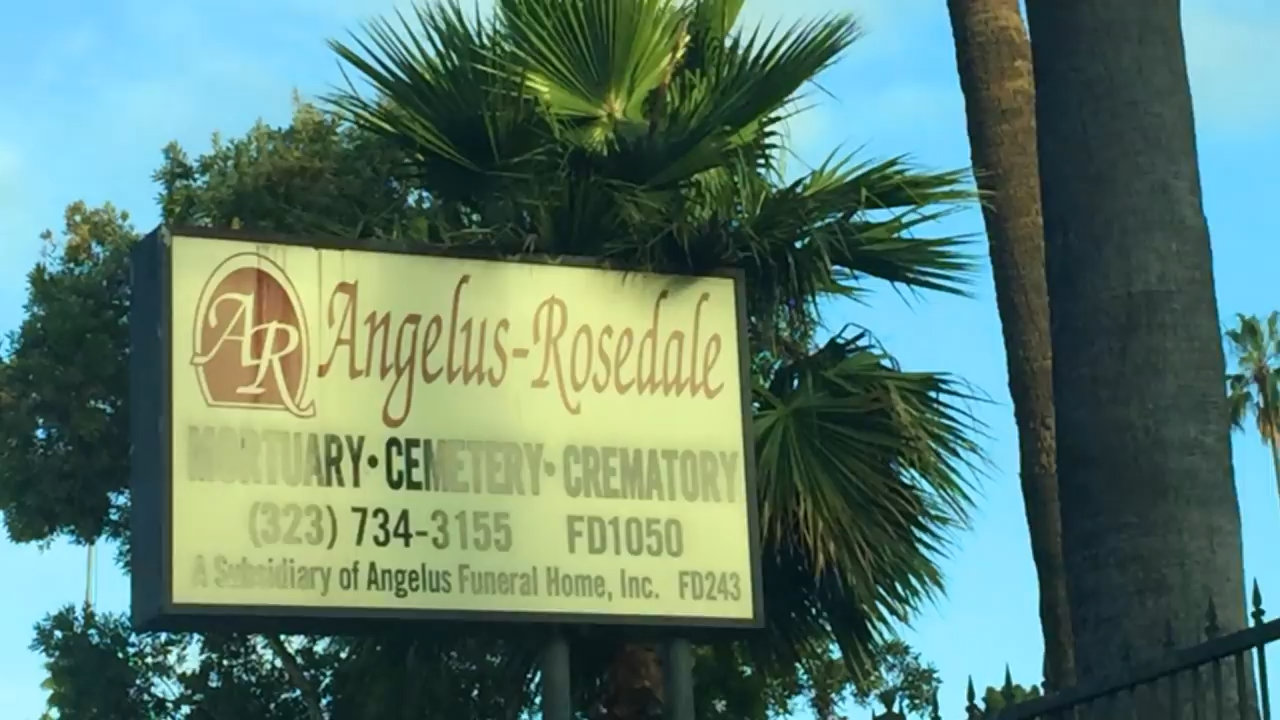 AR Angelus-Rosedale
MORTUARY • CEMETERY • CREMATORY
(323) 734-3155 FD1050
A Subsidiary of Angelus Funeral Home, Inc. FD243